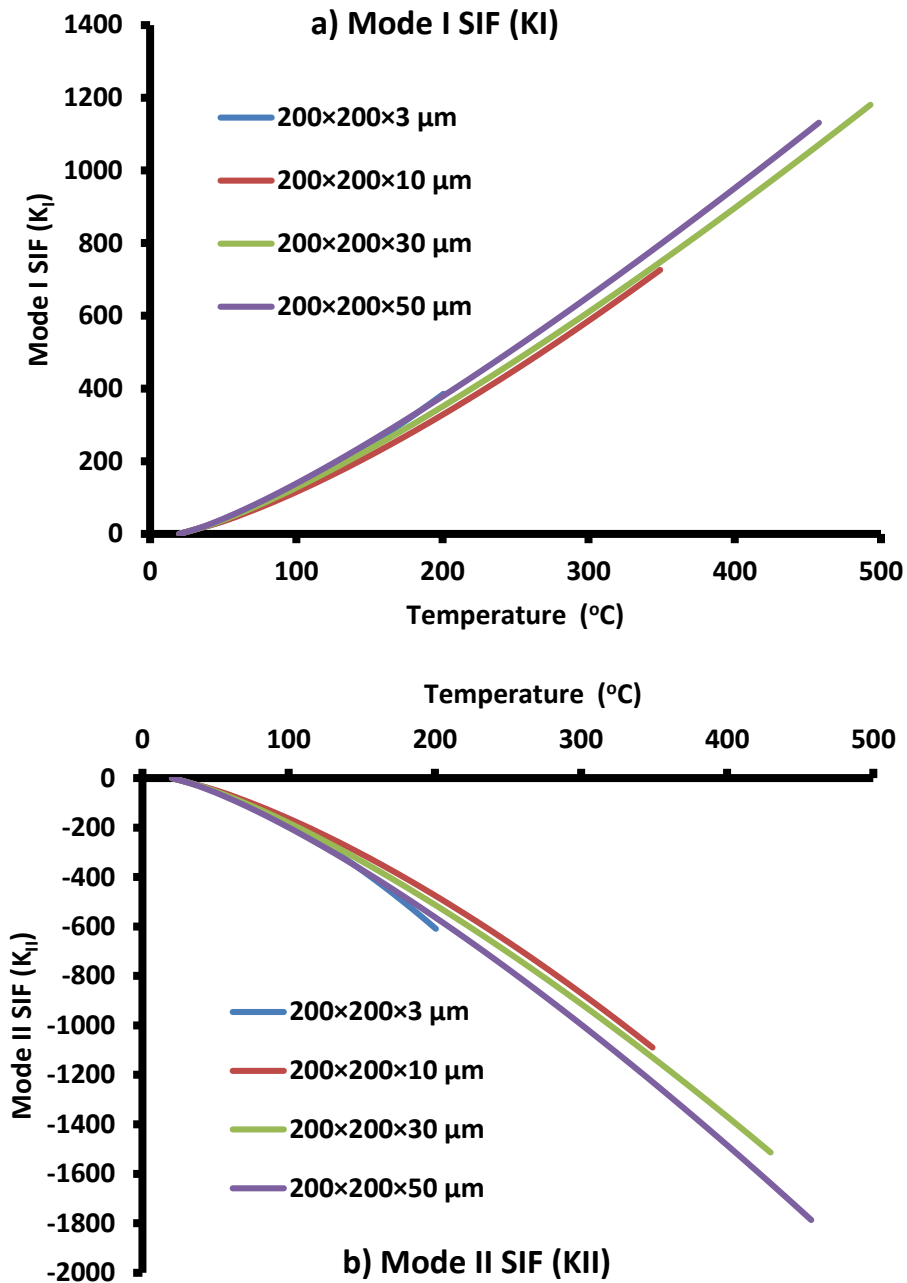 a) Mode I SIF (KI)
1400
1200
1000
800
600
400
200
0
Mode I SIF (KI)
200×200×3 µm
200×200×10 µm
200×200×30 µm
200×200×50 µm
0 100 200 300 400 500
Temperature (oC)
Temperature (oC)
0 100 200 300 400 500
0
-200
-400
-600
-800
-1000
-1200
-1400
-1600
-1800
-2000
Mode II SIF (KII)
200×200×3 µm
200×200×10 µm
200×200×30 µm
200×200×50 µm
b) Mode II SIF (KII)